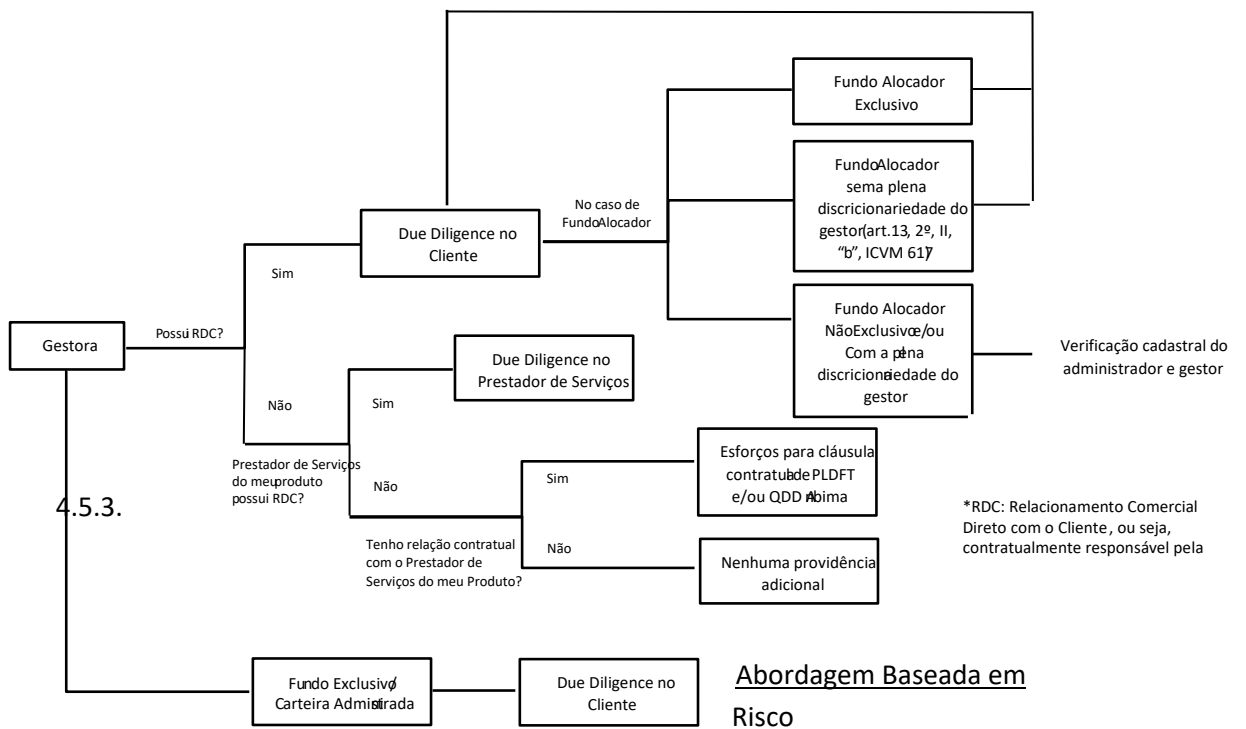 Fundo Alocador
Exclusivo
Fundo Alocador
sem a plena
discricionariedade do
gestor (art.13, 2º, II,
“b”, ICVM 617)
No caso de
Fundo Alocador
Due Diligence no
Cliente
Sim
Gestora
Possui RDC?
Fundo Alocador
Não Exclusivo e/ou
Com a plena
discricionariedade do
gestor
Verificação cadastral do
administrador e gestor
Due Diligence no
Prestador de Serviços
Não
Sim
Prestador de Serviços
do meu produto
possui RDC?
Não
Esforços para cláusula
contratual de PLDFT
e/ou QDD Anbima
Sim
4.5.3.
*RDC: Relacionamento Comercial
Direto com o Cliente, ou seja,
contratualmente responsável pela
Tenho relação contratual
com o Prestador de
Serviços do meu Produto?
Não
Nenhuma providência
adicional
Fundo Exclusivo/
Carteira Administrada
Due Diligence no
Cliente
Abordagem Baseada em
Risco